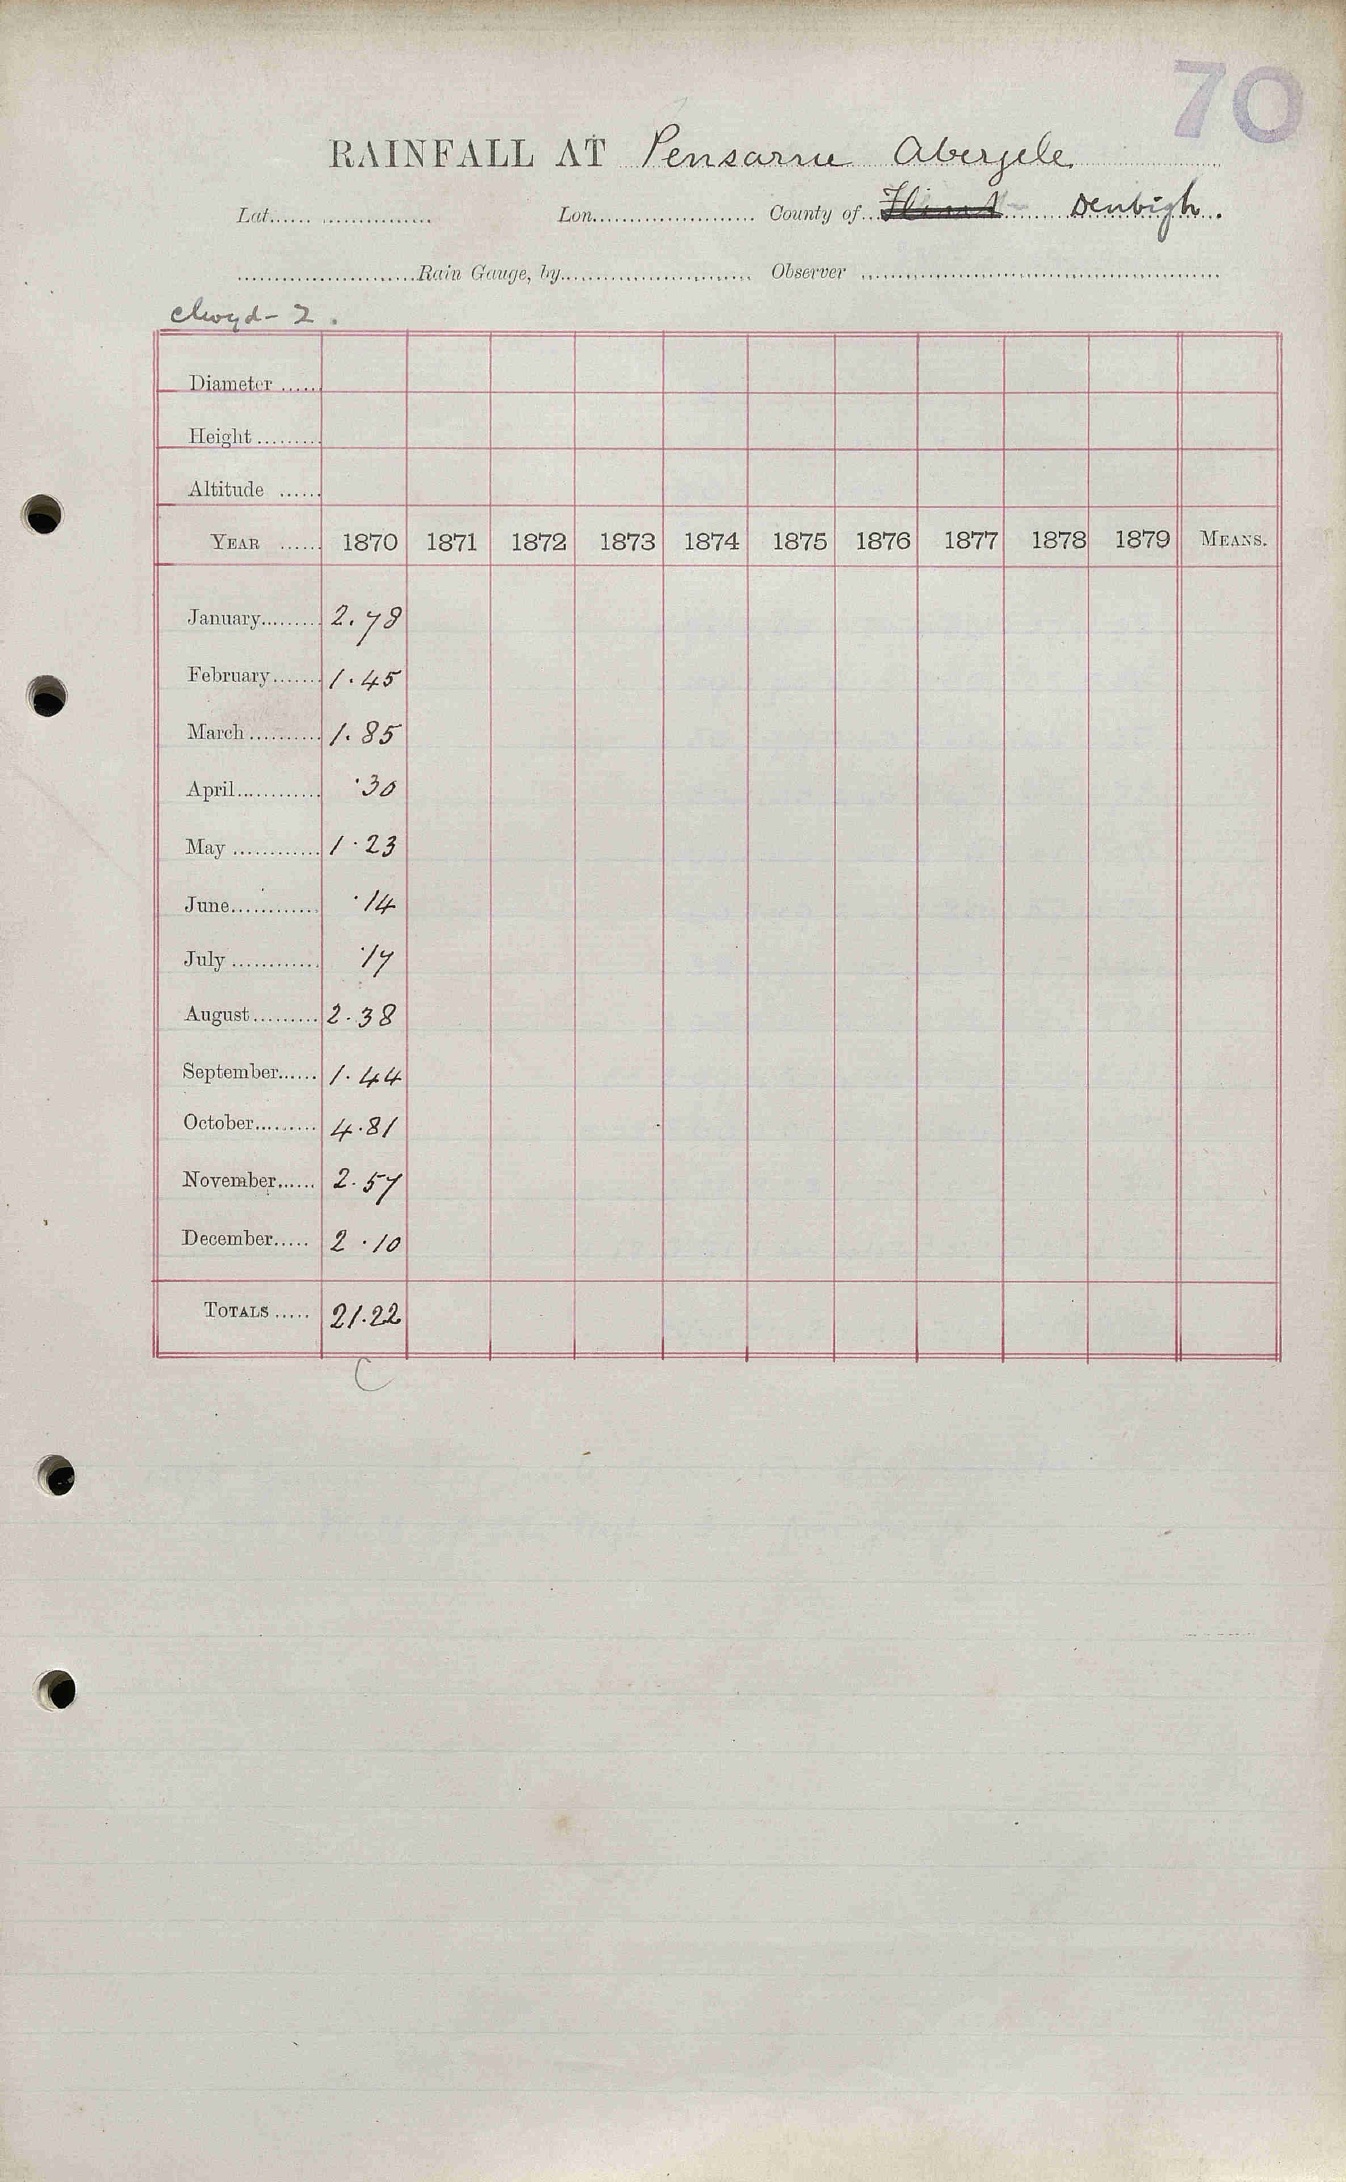 70
RAINFALL AT Pensarne Abergele
Lat. Lon. County of Flint Denbigh.
Rain Gauge, by Observer
Clwyd - 2.
Diameter
Height
Altitude
YEAR 1870 1871 1872 1873 1874 1875 1876 1877 1878 1879 MEANS.
January 2.78
February 1.45
March 1.85
April .30
May 1.23
June .14
July .17
August 2.38
September 1.44
October 4.81
November 2.57
December 2.10
TOTALS 21.22
C